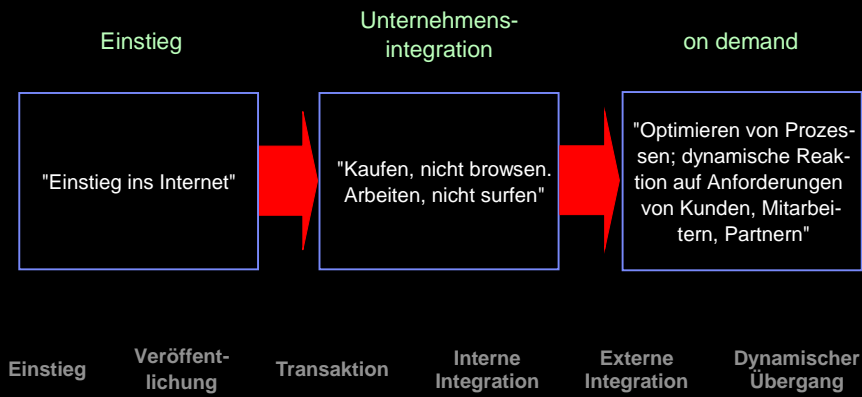 Einstieg
Unternehmens-
integration
on demand
"Einstieg ins Internet"
"Kaufen, nicht browsen.
Arbeiten, nicht surfen"
"Optimieren von Prozes-
sen; dynamische Reak-
tion auf Anforderungen
von Kunden, Mitarbei-
tern, Partnern"
Einstieg
Veröffent-
lichung
Transaktion
Interne
Integration
Externe
Integration
Dynamischer
Übergang